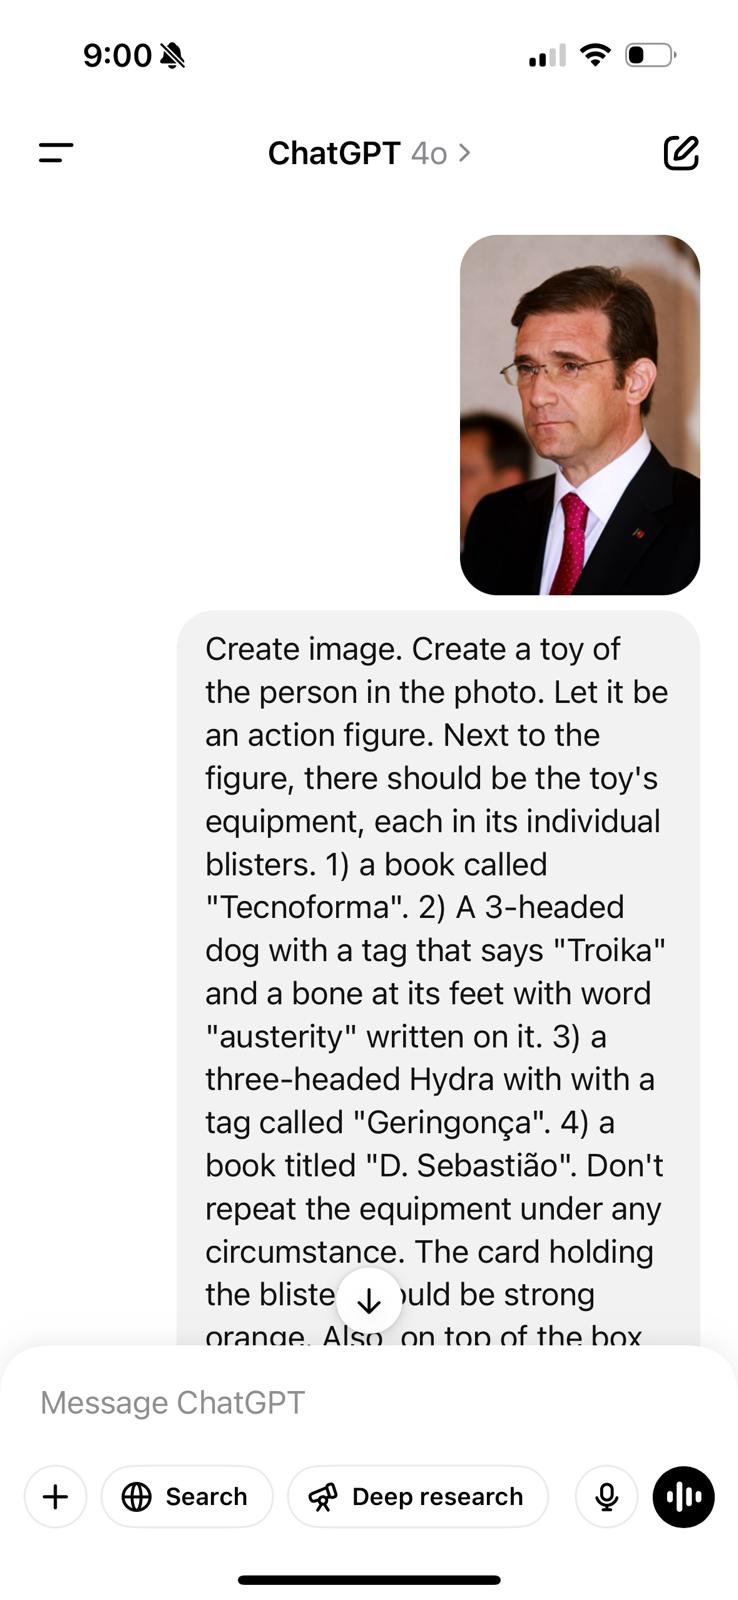 9:00
ChatGPT 4o >
Create image. Create a toy of
the person in the photo. Let it be
an action figure. Next to the
figure, there should be the toy's
equipment, each in its individual
blisters. 1) a book called
"Tecnoforma". 2) A 3-headed
dog with a tag that says "Troika"
and a bone at its feet with word
"austerity" written on it. 3) a
three-headed Hydra with with a
tag called "Geringonça". 4) a
book titled "D. Sebastião". Don't
repeat the equipment under any
circumstance. The card holding
the bliste ould be strong
orange. Also, on top of the box
Message ChatGPT
Search
Deep research